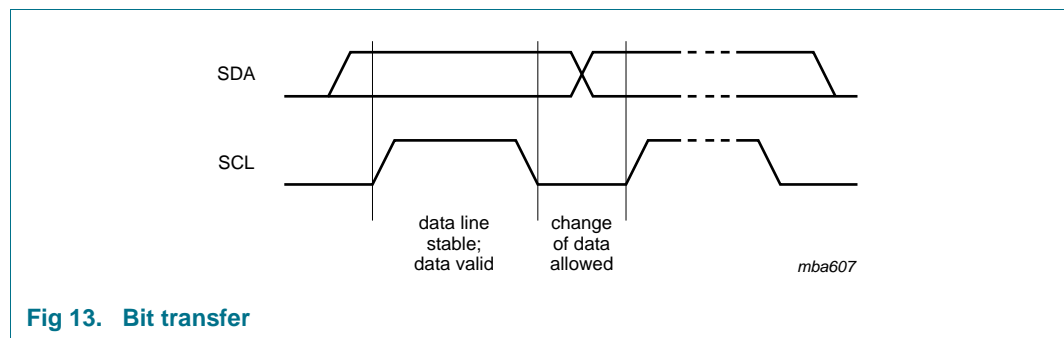 SDA
SCL
data line
stable;
data valid
change
of data
allowed
mba607
Fig 13. Bit transfer